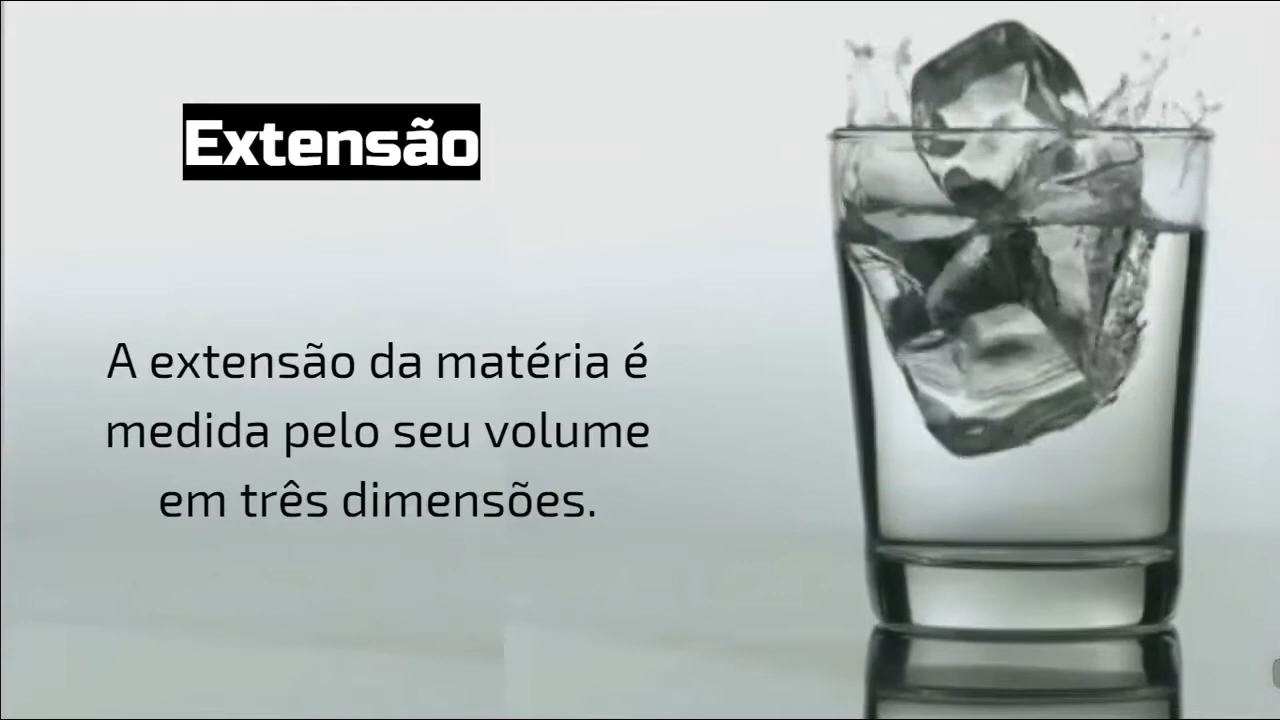 Extensão
A extensão da matéria é
medida pelo seu volume
em três dimensões.